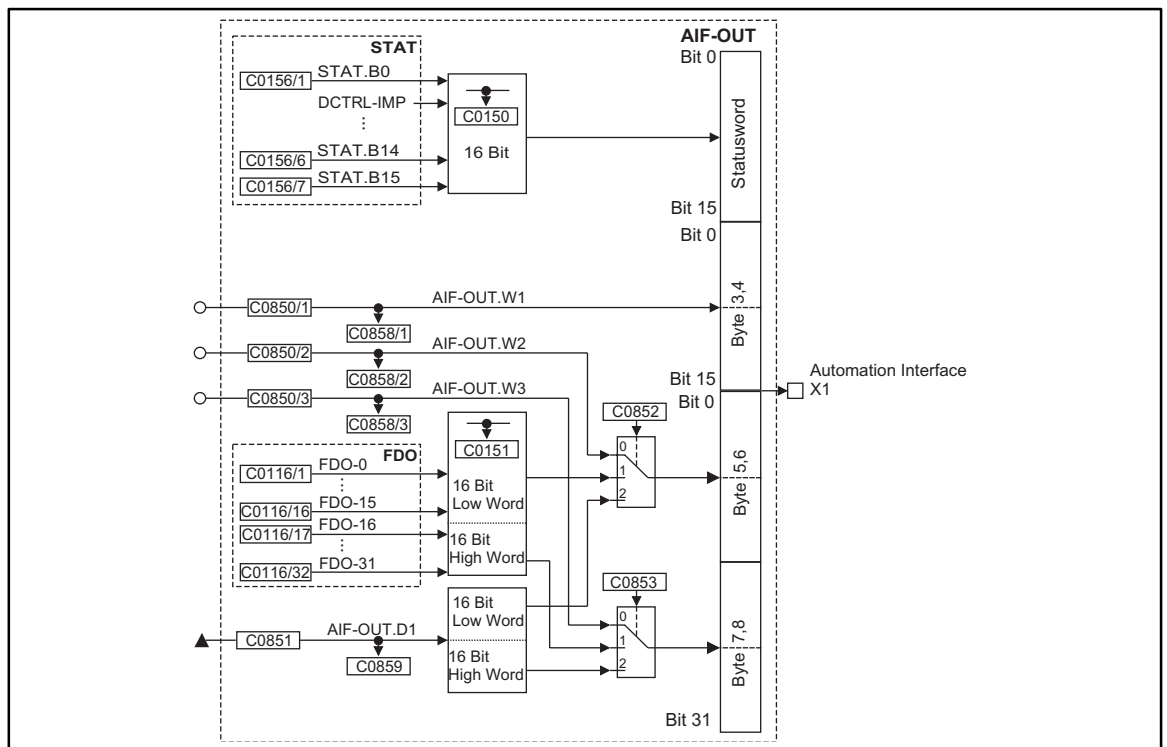 AIF-OUT
STAT
Bit 0
C0156/1
STAT.B0
DCTRL-IMP
C0150
16 Bit
C0156/6
STAT.B14
C0156/7
STAT.B15
Statusword
Bit 15
Bit 0
C0850/1
AIF-OUT.W1
C0858/1
Byte 3,4
C0850/2
AIF-OUT.W2
C0858/2
C0850/3
AIF-OUT.W3
C0858/3
Bit 15
Bit 0
Automation Interface
X1
C0852
0
1
2
Byte 5,6
FDO
C0151
C0116/1
FDO-0
16 Bit
Low Word
C0116/16
FDO-15
C0116/17
FDO-16
16 Bit
High Word
C0116/32
FDO-31
C0853
0
1
2
Byte 7,8
16 Bit
Low Word
C0851
AIF-OUT.D1
C0859
16 Bit
High Word
Bit 31